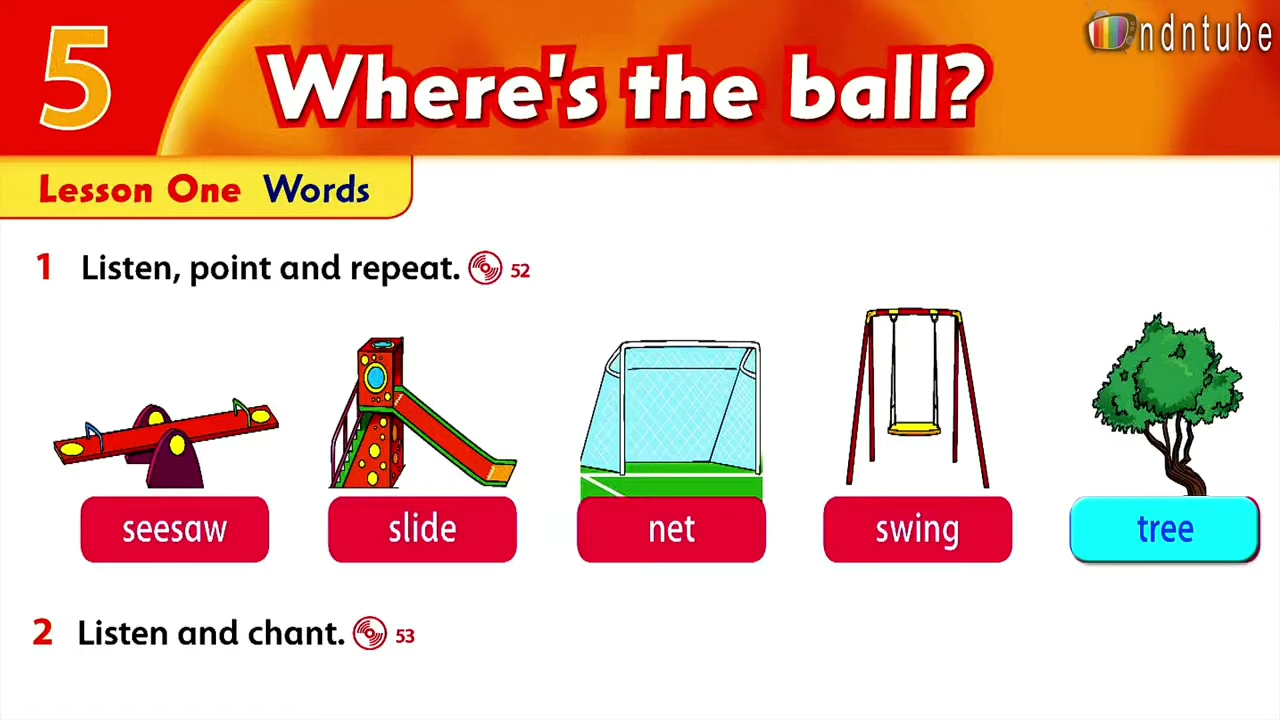 5
Where's the ball?
ndntube
Lesson One Words
1 Listen, point and repeat. 52
seesaw
slide
net
swing
tree
2 Listen and chant. 53